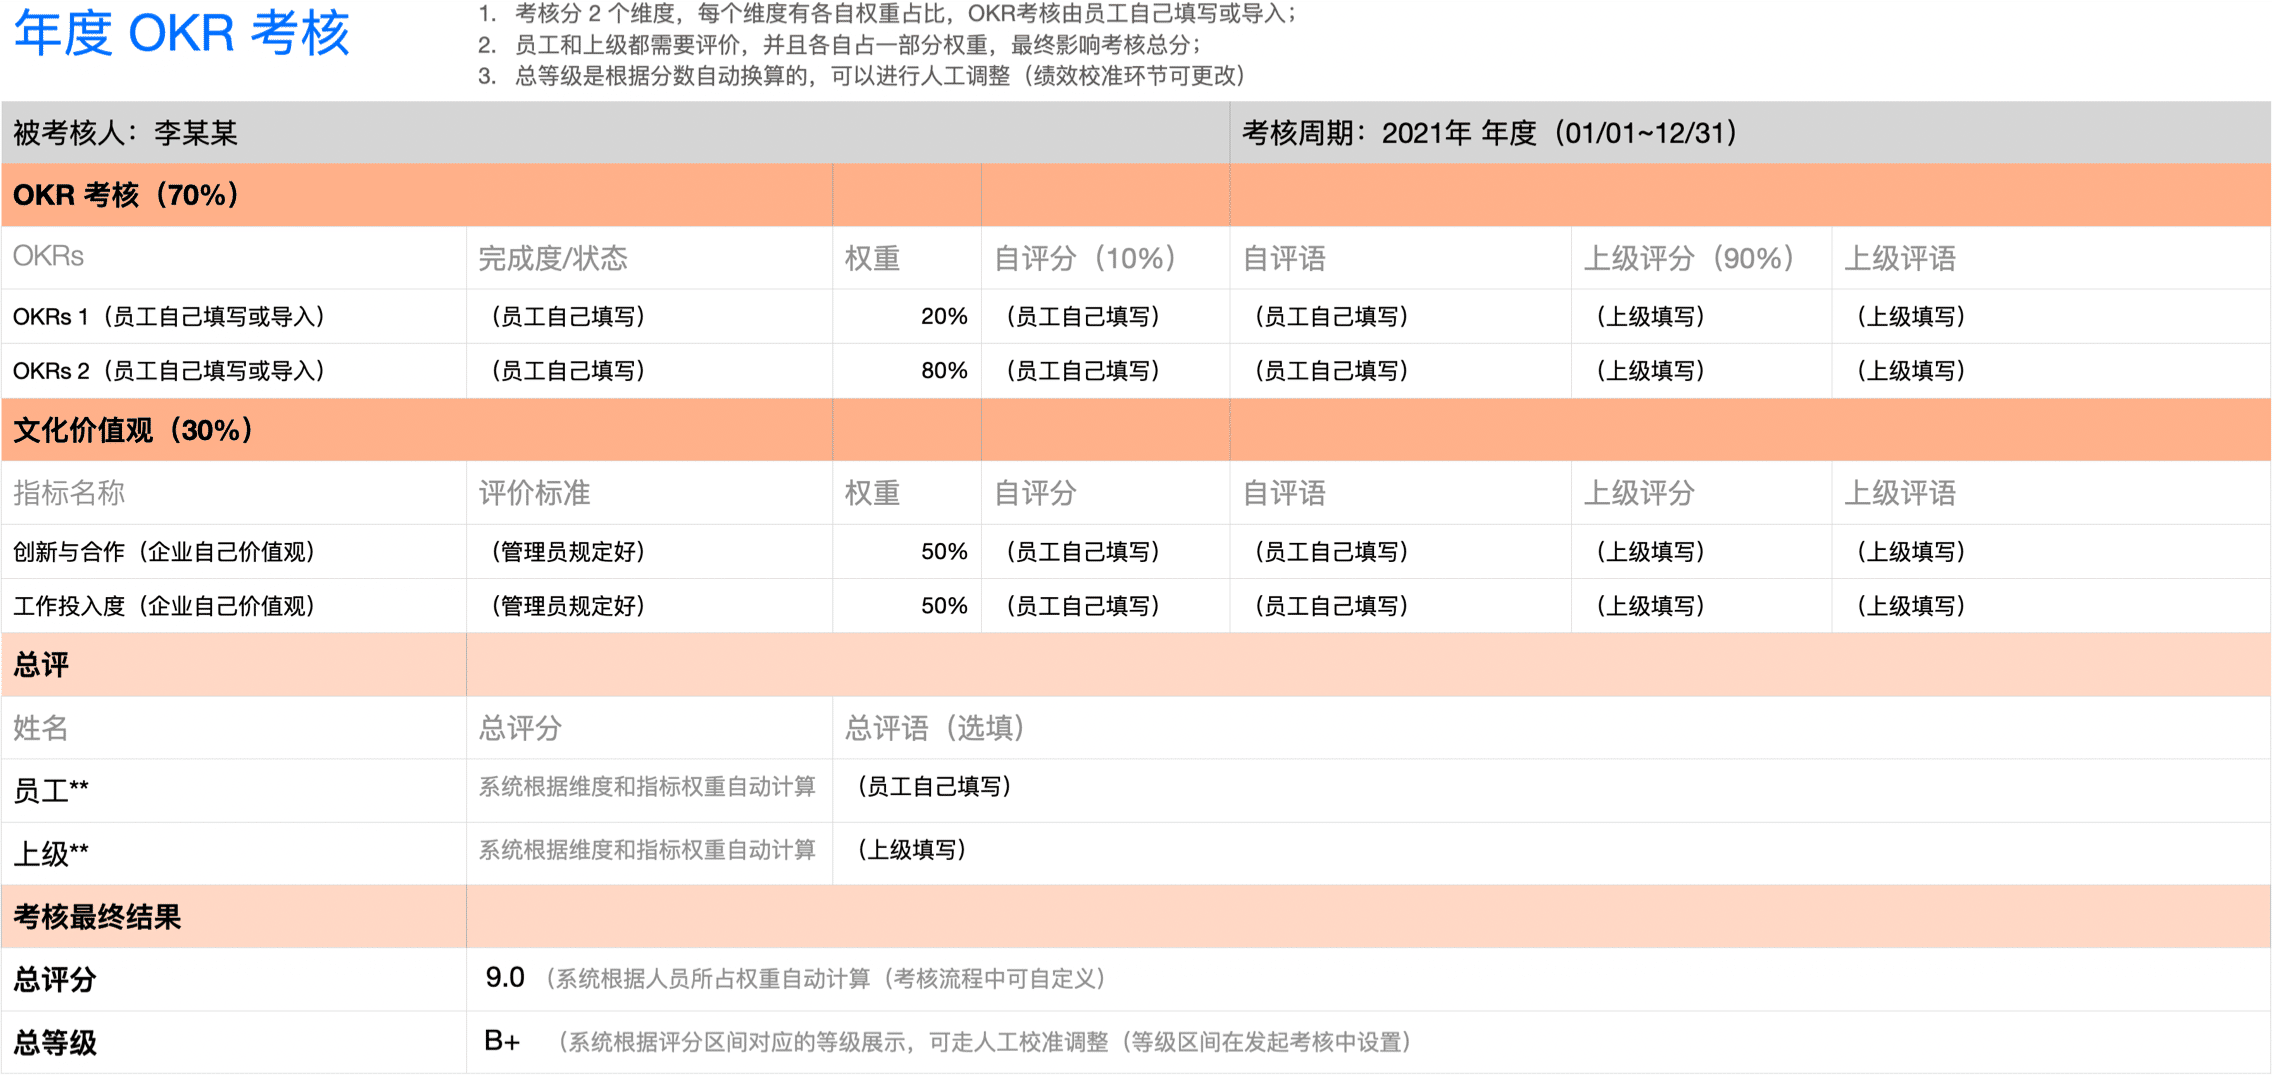 年度 OKR 考核
1. 考核分 2 个维度，每个维度有各自权重占比，OKR考核由员工自己填写或导入；
2. 员工和上级都需要评价，并且各自占一部分权重，最终影响考核总分；
3. 总等级是根据分数自动换算的，可以进行人工调整（绩效校准环节可更改）
被考核人：李某某 考核周期：2021年 年度（01/01~12/31）
OKR 考核（70%）
OKRs 完成度/状态 权重 自评分（10%） 自评语 上级评分（90%） 上级评语
OKRs 1（员工自己填写或导入） （员工自己填写） 20% （员工自己填写） （员工自己填写） （上级填写） （上级填写）
OKRs 2（员工自己填写或导入） （员工自己填写） 80% （员工自己填写） （员工自己填写） （上级填写） （上级填写）
文化价值观（30%）
指标名称 评价标准 权重 自评分 自评语 上级评分 上级评语
创新与合作（企业自己价值观） （管理员规定好） 50% （员工自己填写） （员工自己填写） （上级填写） （上级填写）
工作投入度（企业自己价值观） （管理员规定好） 50% （员工自己填写） （员工自己填写） （上级填写） （上级填写）
总评
姓名 总评分 总评语（选填）
员工** 系统根据维度和指标权重自动计算 （员工自己填写）
上级** 系统根据维度和指标权重自动计算 （上级填写）
考核最终结果
总评分 9.0 （系统根据人员所占权重自动计算（考核流程中可自定义）
总等级 B+ （系统根据评分区间对应的等级展示，可走人工校准调整（等级区间在发起考核中设置）